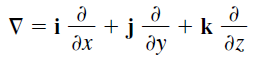 ∇ = i ∂/∂x + j ∂/∂y + k ∂/∂z